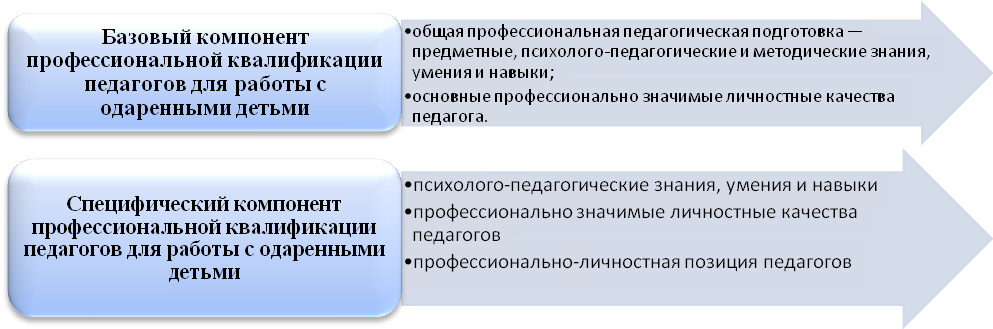 Базовый компонент
профессиональной квалификации
педагогов для работы с
одаренными детьми
•общая профессиональная педагогическая подготовка —
предметные, психолого-педагогические и методические знания,
умения и навыки;
•основные профессионально значимые личностные качества
педагога.
Специфический компонент
профессиональной квалификации
педагогов для работы с одаренными
детьми
•психолого-педагогические знания, умения и навыки
•профессионально значимые личностные качества
педагогов
•профессионально-личностная позиция педагогов